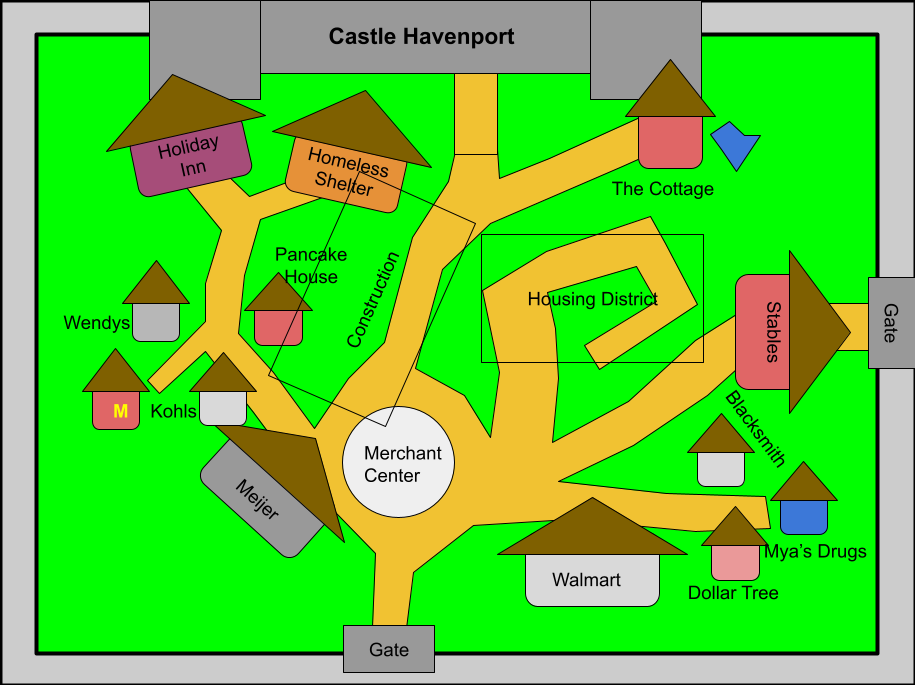 Castle Havenport
Holiday
Inn
Homeless
Shelter
The Cottage
Pancake
House
Construction
Housing District
Wendys
Stables
Gate
M
Kohls
Blacksmith
Merchant
Center
Meijer
Mya's Drugs
Walmart
Dollar Tree
Gate